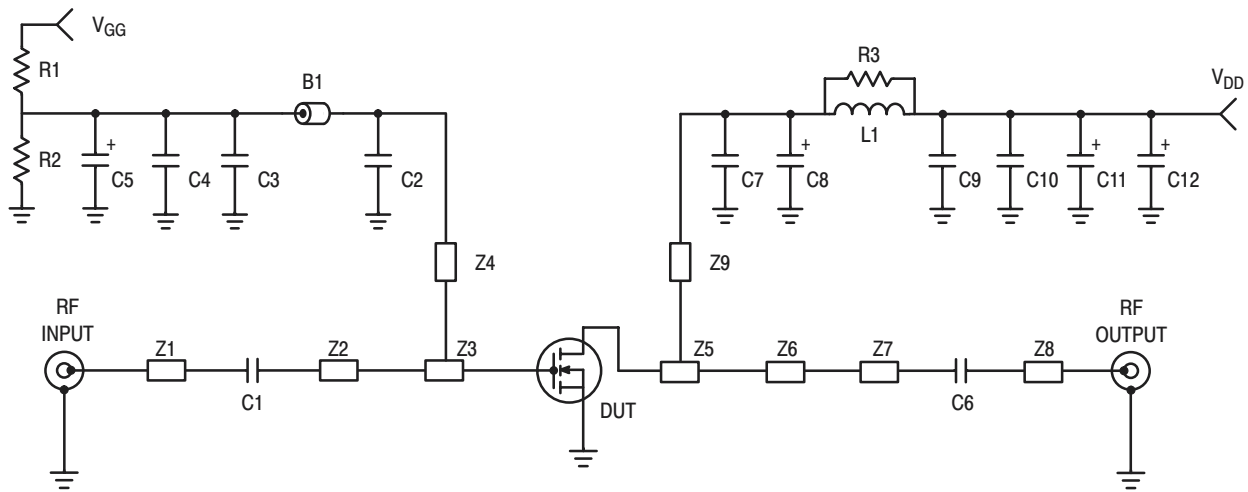 VGG
R1
R2
B1
+
C5
C4
C3
C2
Z4
R3
L1
VDD
C7
+
C8
C9
C10
+
C11
+
C12
Z9
RF
INPUT
Z1
C1
Z2
Z3
DUT
Z5
Z6
Z7
C6
Z8
RF
OUTPUT